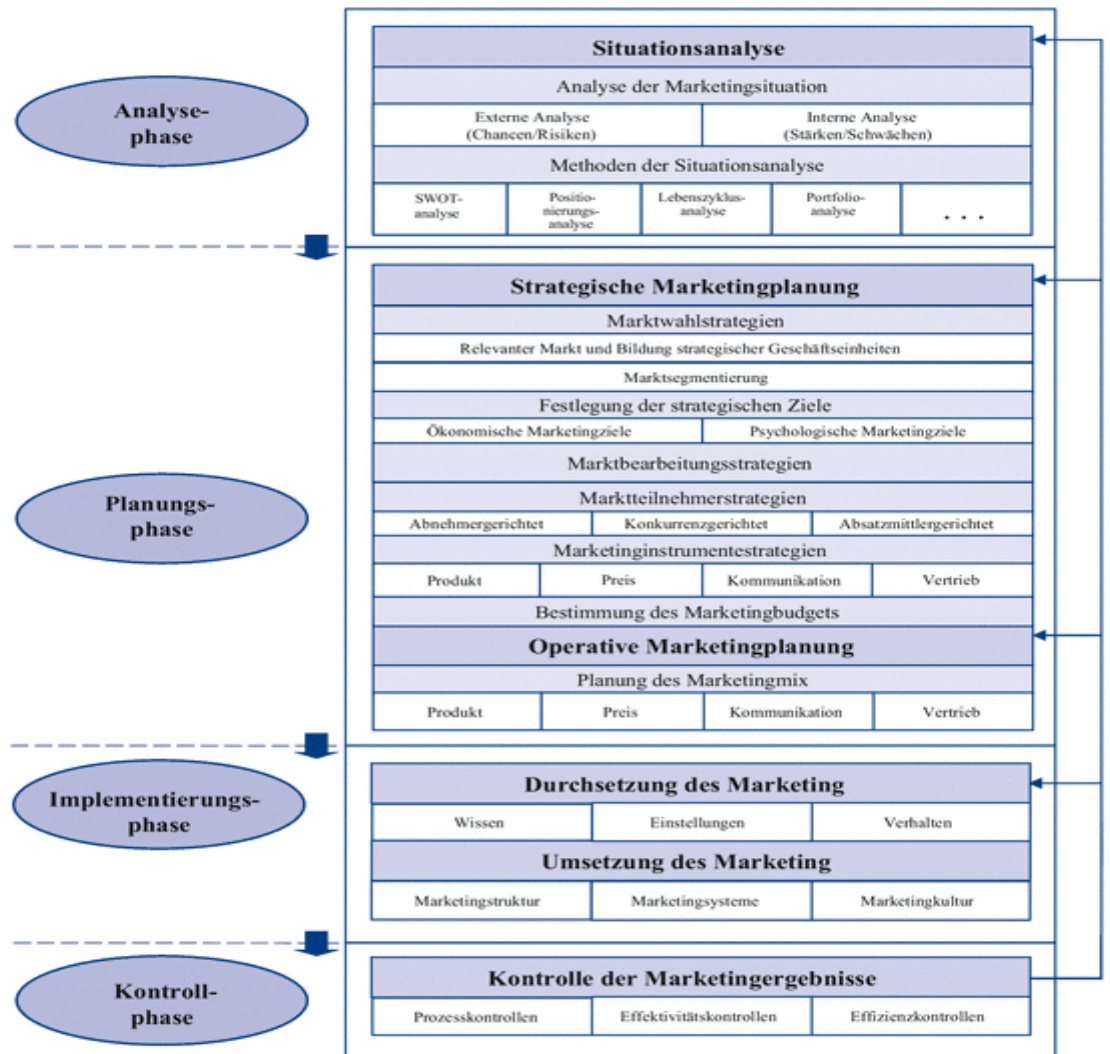 Analyse-
phase
Situationsanalyse
Analyse der Marketingsituation
Externe Analyse
(Chancen/Risiken)
Interne Analyse
(Stärken/Schwächen)
Methoden der Situationsanalyse
SWOT-
analyse
Positio-
nierungs-
analyse
Lebenszyklus-
analyse
Portfolio-
analyse
. . .
Planungs-
phase
Strategische Marketingplanung
Marktwahlstrategien
Relevanter Markt und Bildung strategischer Geschäftseinheiten
Marktsegmentierung
Festlegung der strategischen Ziele
Ökonomische Marketingziele
Psychologische Marketingziele
Marktbearbeitungsstrategien
Marktteilnehmerstrategien
Abnehmergerichtet
Konkurrenzgerichtet
Absatzmittlergerichtet
Marketinginstrumentestrategien
Produkt
Preis
Kommunikation
Vertrieb
Bestimmung des Marketingbudgets
Operative Marketingplanung
Planung des Marketingmix
Produkt
Preis
Kommunikation
Vertrieb
Implementierungs-
phase
Durchsetzung des Marketing
Wissen
Einstellungen
Verhalten
Umsetzung des Marketing
Marketingstruktur
Marketingsysteme
Marketingkultur
Kontroll-
phase
Kontrolle der Marketingergebnisse
Prozesskontrollen
Effektivitätskontrollen
Effizienzkontrollen